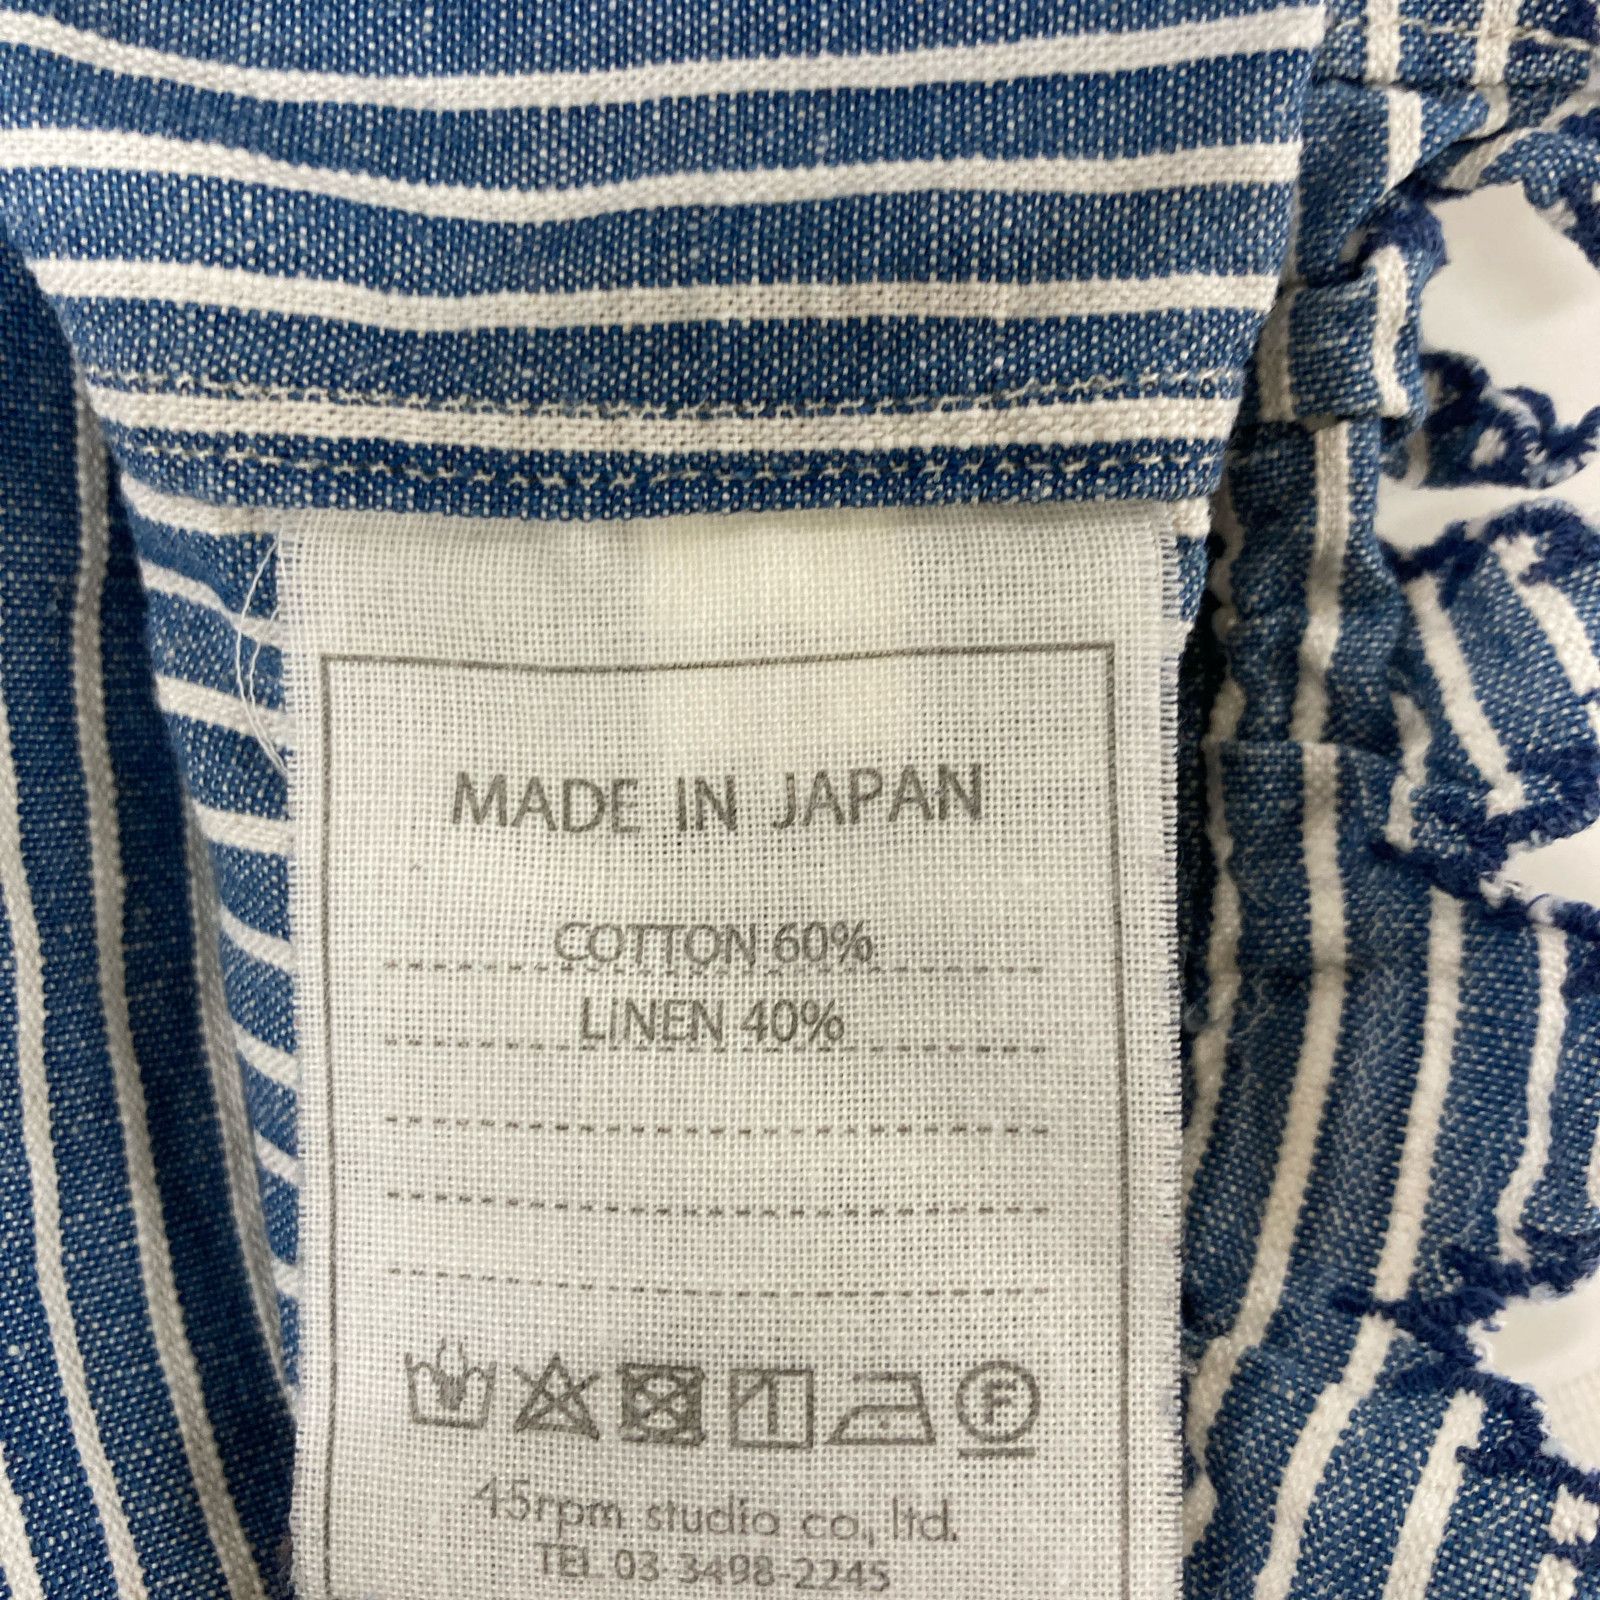 MADE IN JAPAN
COTTON 60%
LINEN 40%
F
45rpm studio co., ltd.
TEL 03-3498-2245